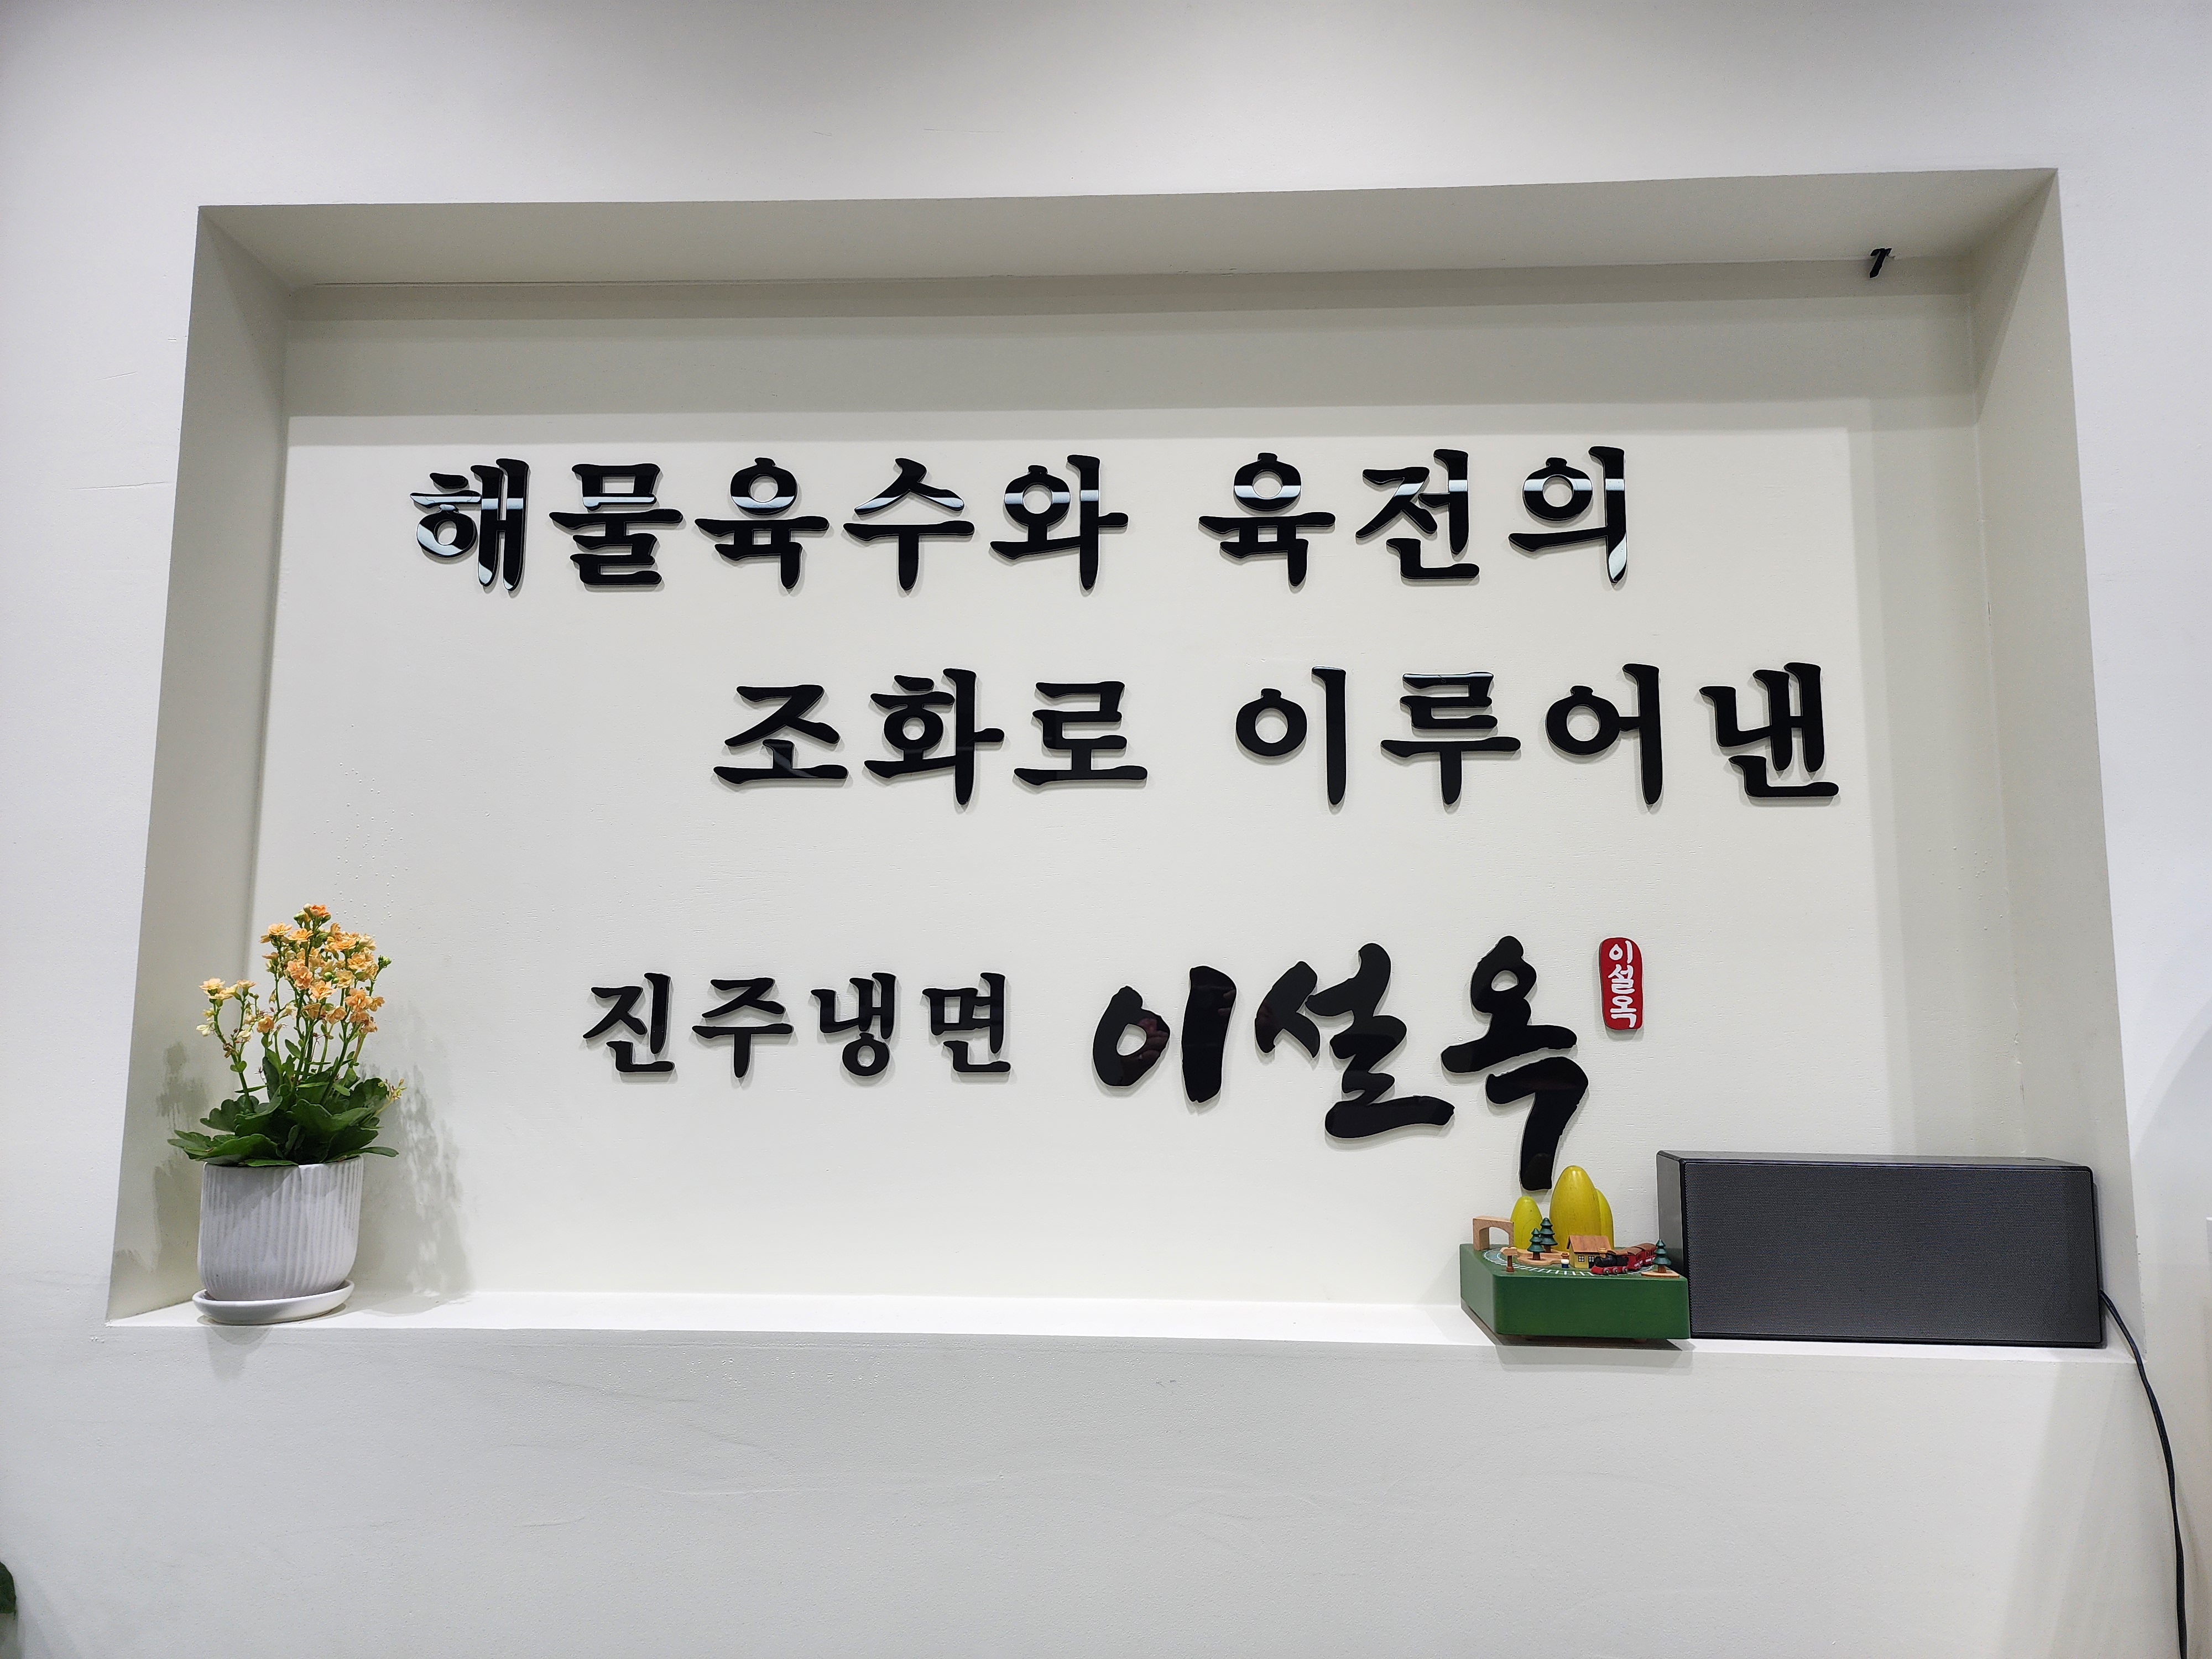 해물육수와 육전의
조화로 이루어낸
진주냉면 이설옥
이설옥